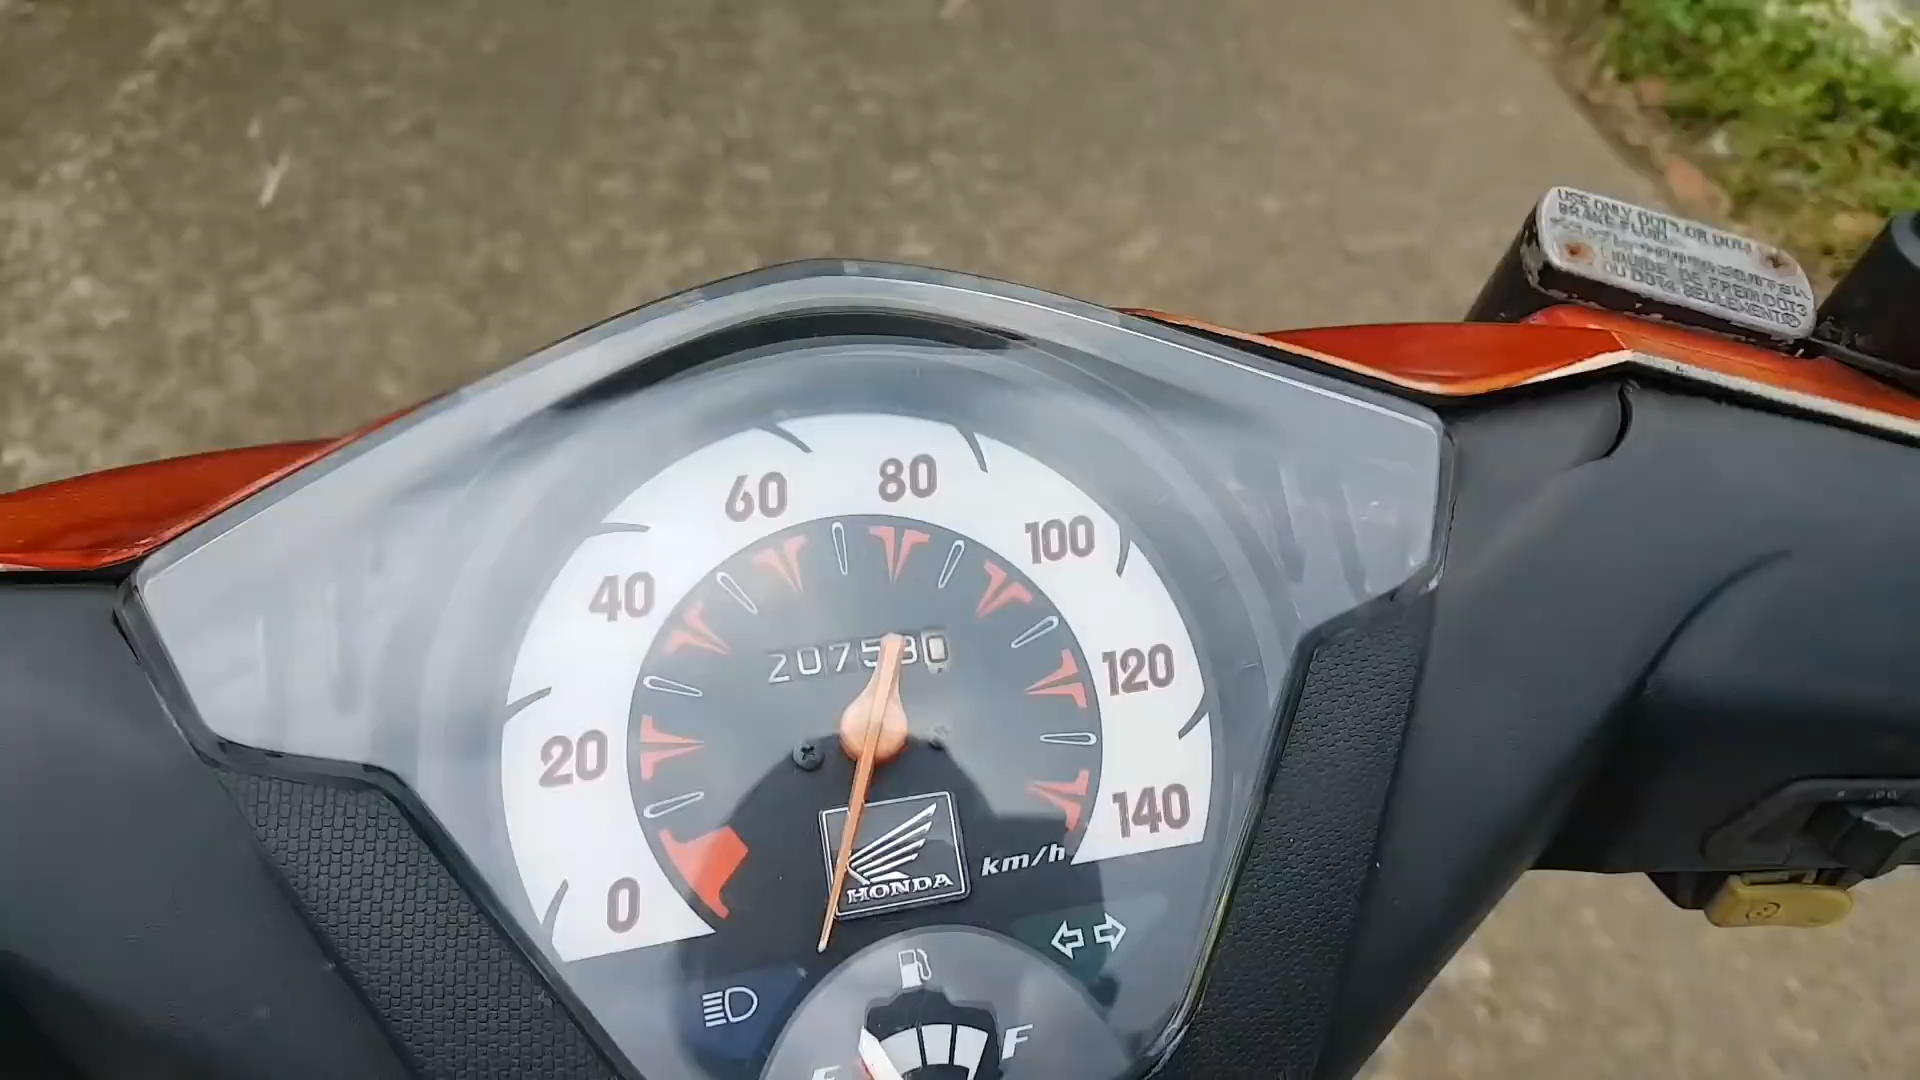 USE ONLY DOT3 OR DOT4
BRAKE FLUID
DE FREIN DOT3
OU DOT4 SEULEMENT
60
80
100
40
120
20
140
0
km/h
HONDA
F
E